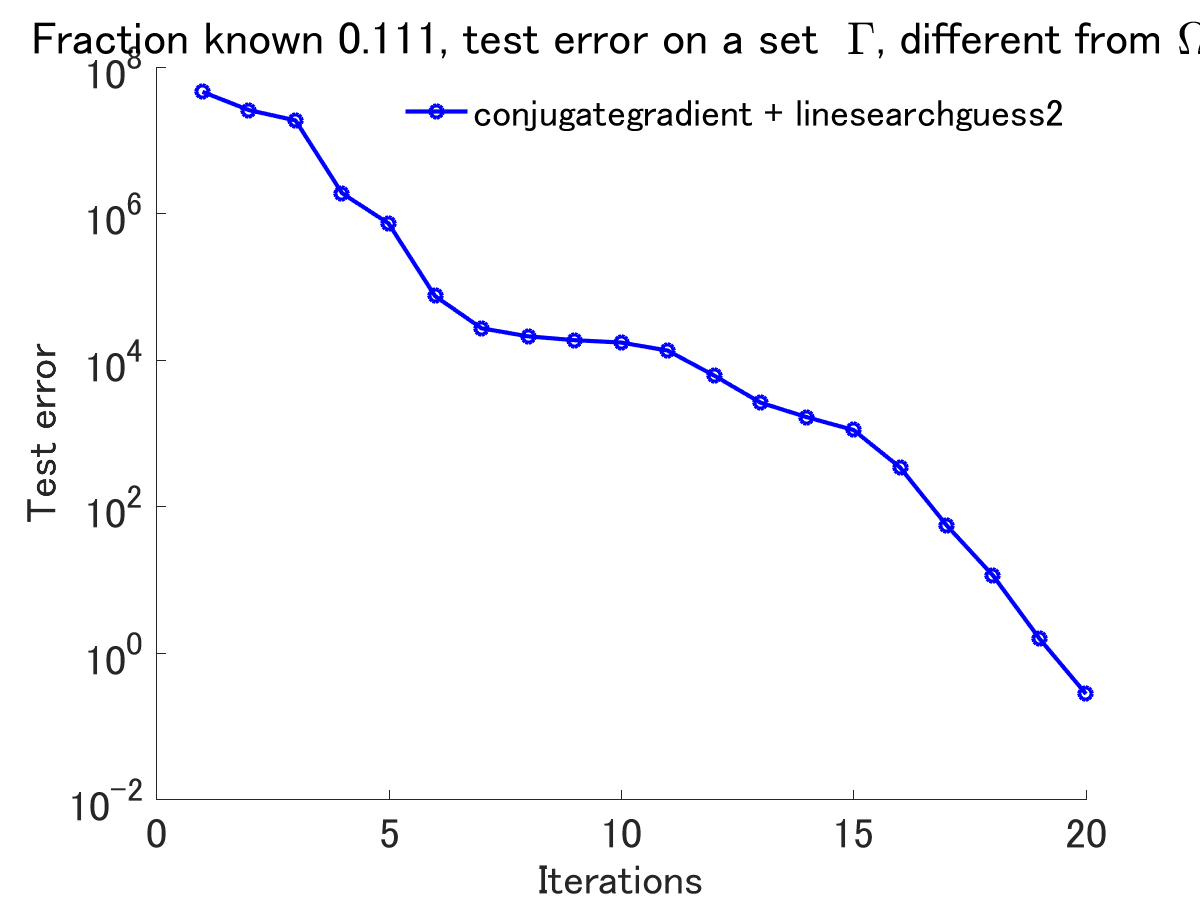 Fraction known 0.111, test error on a set Γ, different from Ω
10^8
conjugategradient + linesearchguess2
10^6
10^4
10^2
10^0
10^−2
Test error
0 5 10 15 20
Iterations